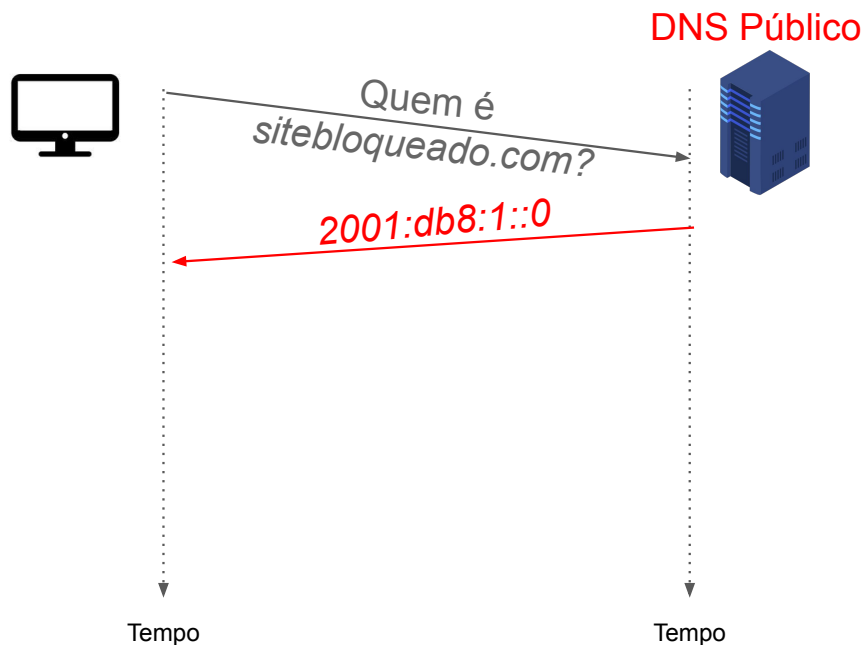 DNS Público
Quem é
sitebloqueado.com?
2001:db8:1::0
Tempo
Tempo